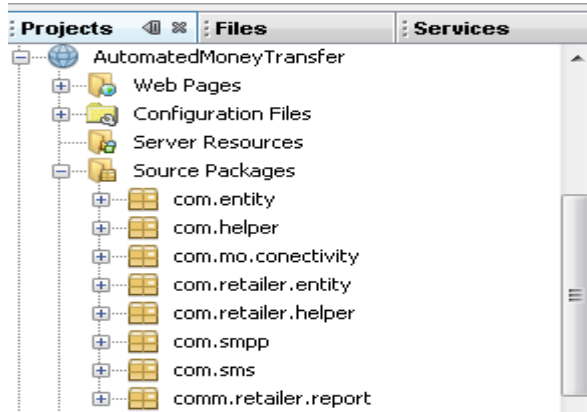 Projects Files Services
AutomatedMoneyTransfer
Web Pages
Configuration Files
Server Resources
Source Packages
com.entity
com.helper
com.mo.conectivity
com.retailer.entity
com.retailer.helper
com.smpp
com.sms
comm.retailer.report